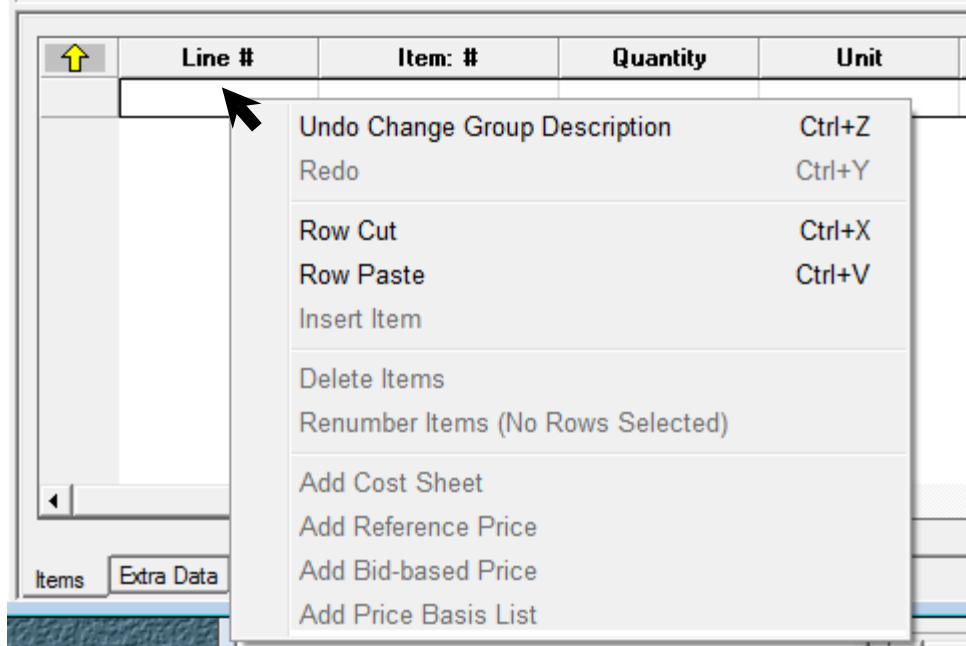 Line # Item: # Quantity Unit
Undo Change Group Description Ctrl+Z
Redo Ctrl+Y
Row Cut Ctrl+X
Row Paste Ctrl+V
Insert Item
Delete Items
Renumber Items (No Rows Selected)
Add Cost Sheet
Add Reference Price
Add Bid-based Price
Add Price Basis List
Items Extra Data